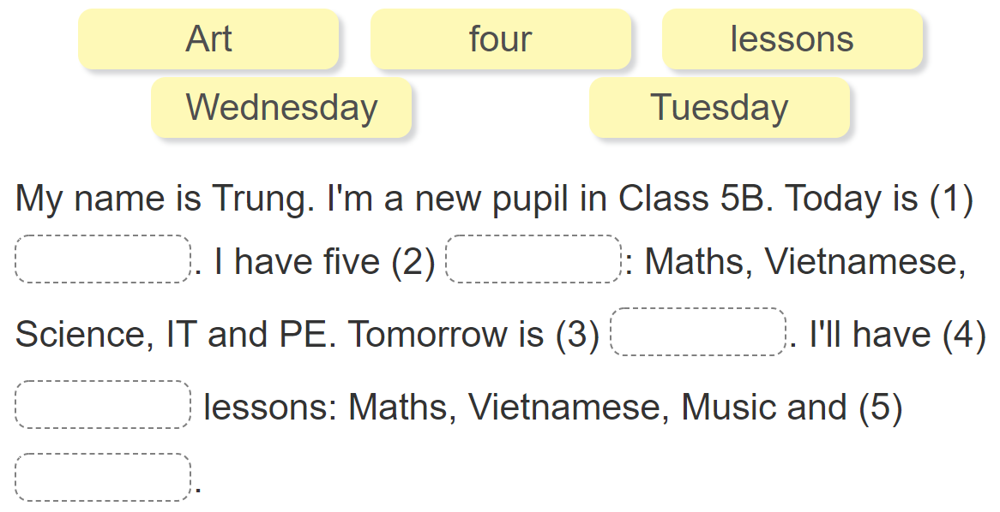 Art four lessons
Wednesday Tuesday
My name is Trung. I'm a new pupil in Class 5B. Today is (1)
. I have five (2) : Maths, Vietnamese,
Science, IT and PE. Tomorrow is (3) . I'll have (4)
lessons: Maths, Vietnamese, Music and (5)
.